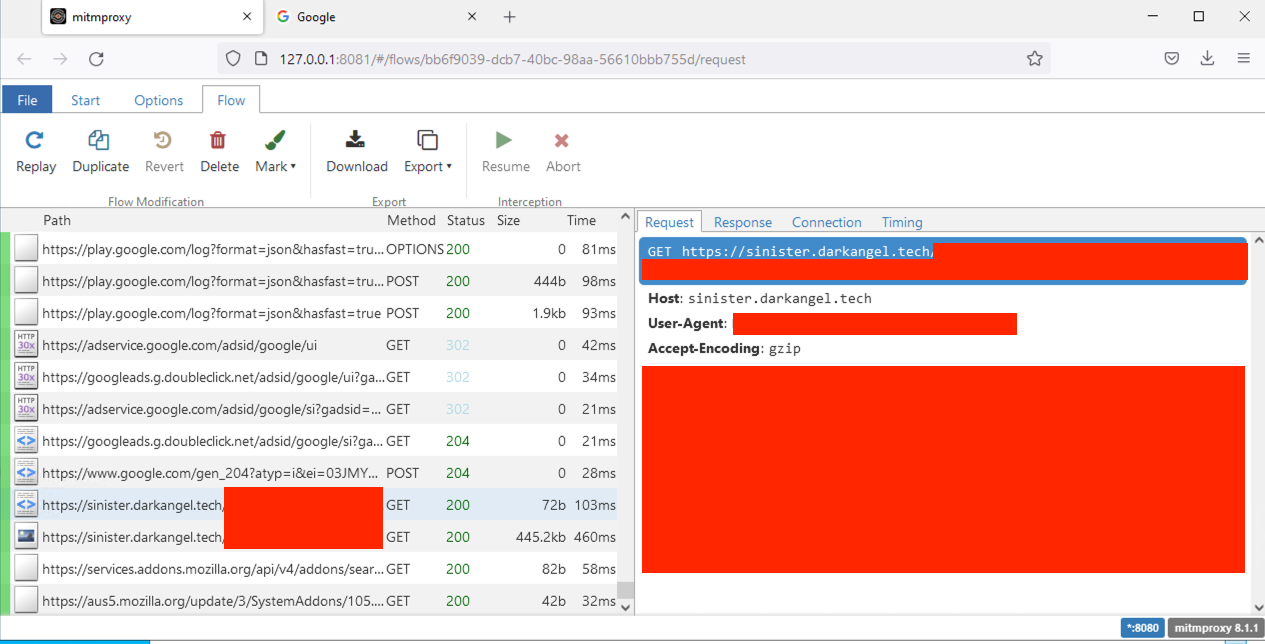 mitmproxy
Google
127.0.0.1:8081/#/flows/bb6f9039-dcb7-40bc-98aa-56610bbb755d/request
File Start Options Flow
Replay Duplicate Revert Delete Mark Download Export Resume Abort
Flow Modification Export Interception
Path Method Status Size Time
https://play.google.com/log?format=json&hasfast=tru... OPTIONS 200 0 81ms
https://play.google.com/log?format=json&hasfast=tru... POST 200 444b 98ms
https://play.google.com/log?format=json&hasfast=true POST 200 1.9kb 93ms
HTTP
30x
https://adservice.google.com/adsid/google/ui GET 302 0 42ms
HTTP
30x
https://googleads.g.doubleclick.net/adsid/google/ui?ga... GET 302 0 34ms
HTTP
30x
https://adservice.google.com/adsid/google/si?gadsid=... GET 302 0 21ms
https://googleads.g.doubleclick.net/adsid/google/si?ga... GET 204 0 21ms
https://www.google.com/gen_204?atyp=i&ei=03JMY... POST 204 0 28ms
https://sinister.darkangel.tech/ GET 200 72b 103ms
https://sinister.darkangel.tech/ GET 200 445.2kb 460ms
https://services.addons.mozilla.org/api/v4/addons/sear... GET 200 82b 58ms
https://aus5.mozilla.org/update/3/SystemAddons/105.... GET 200 42b 32ms
Request Response Connection Timing
GET https://sinister.darkangel.tech/
Host: sinister.darkangel.tech
User-Agent:
Accept-Encoding: gzip
*:8080 mitmproxy 8.1.1